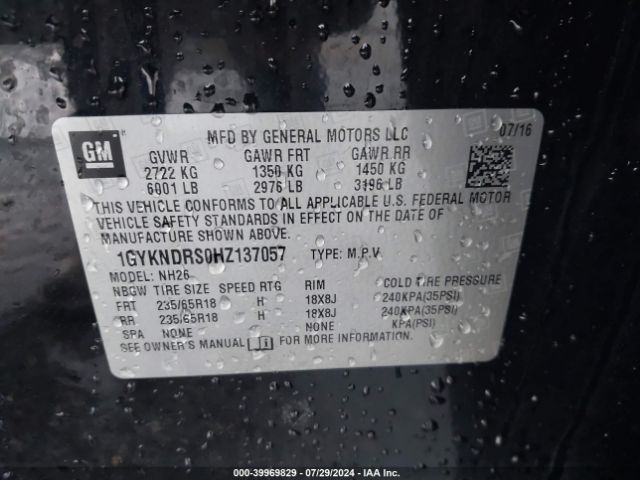 GM
MFD BY GENERAL MOTORS LLC 07/16
GVWR GAWR FRT GAWR RR
2722 KG 1350 KG 1450 KG
6001 LB 2976 LB 3196 LB
THIS VEHICLE CONFORMS TO ALL APPLICABLE U.S. FEDERAL MOTOR
VEHICLE SAFETY STANDARDS IN EFFECT ON THE DATE OF
MANUFACTURE SHOWN ABOVE.
1GYKNDRS0HZ137057 TYPE: M.P.V
MODEL: NH26
NBGW TIRE SIZE SPEED RTG RIM COLD TIRE PRESSURE
FRT 235/65R18 H 18X8J 240KPA(35PSI)
RR 235/65R18 H 18X8J 240KPA(35PSI)
SPA NONE NONE KPA(PSI)
SEE OWNER'S MANUAL i FOR MORE INFORMATION.
000-39969829 - 07/29/2024 - IAA Inc.